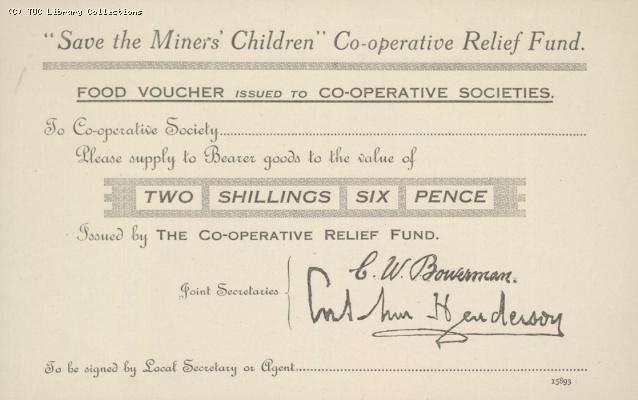 (C) TUC Library Collections
"Save the Miners' Children" Co-operative Relief Fund.
FOOD VOUCHER ISSUED TO CO-OPERATIVE SOCIETIES.
To Co-operative Society
Please supply to Bearer goods to the value of
TWO SHILLINGS SIX PENCE
Issued by THE CO-OPERATIVE RELIEF FUND.
C. W. Bowerman.
Joint Secretaries
Arthur Henderson
To be signed by Local Secretary or Agent
15893